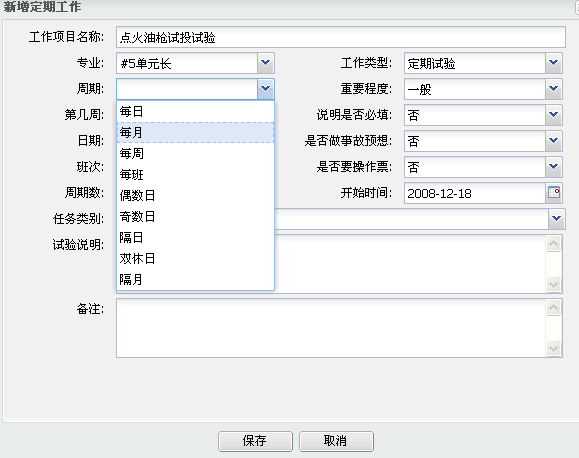 新增定期工作
工作项目名称: 点火油枪试投试验
专业: #5单元长 工作类型: 定期试验
周期: 重要程度: 一般
每日
第几周: 说明是否必填: 否
每月
日期: 是否做事故预想: 否
每周
班次: 是否要操作票: 否
每班
周期数: 开始时间: 2008-12-18
偶数日
任务类别:
奇数日
试验说明:
隔日
双休日
隔月
备注:
保存 取消